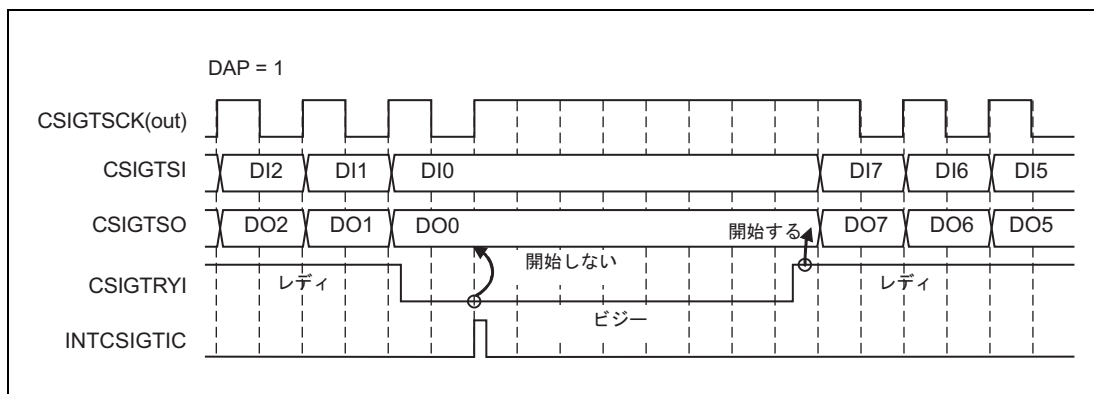 DAP = 1
CSIGTSCK(out)
CSIGTSI
DI2
DI1
DI0
DI7
DI6
DI5
CSIGTSO
DO2
DO1
DO0
開始する
DO7
DO6
DO5
開始しない
CSIGTRYI
レディ
ビジー
レディ
INTCSIGTIC